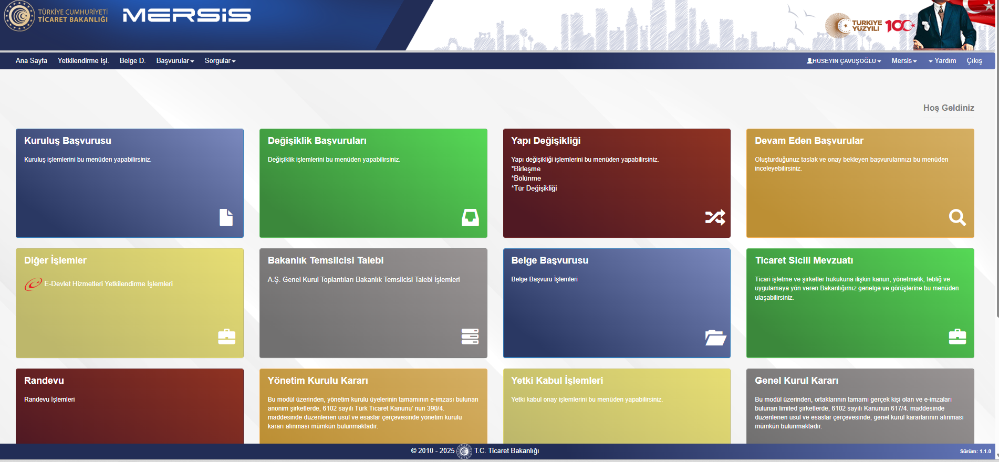 TÜRKİYE CUMHURİYETİ
TİCARET BAKANLIĞI
MERSİS
TÜRKİYE
YÜZYILI
100
Ana Sayfa
Yetkilendirme İşl.
Belge D.
Başvurular
Sorgular
HÜSEYİN ÇAVUŞOĞLU
Mersis
Yardım
Çıkış
Hoş Geldiniz
Kuruluş Başvurusu
Kuruluş işlemlerini bu menüden yapabilirsiniz.
Değişiklik Başvuruları
Değişiklik işlemlerini bu menüden yapabilirsiniz.
Yapı Değişikliği
Yapı değişikliği işlemlerini bu menüden yapabilirsiniz.
*Birleşme
*Bölünme
*Tür Değişikliği
Devam Eden Başvurular
Oluşturduğunuz taslak ve onay bekleyen başvurularınızı bu menüden
inceleyebilirsiniz.
Diğer İşlemler
E-Devlet Hizmetleri Yetkilendirme İşlemleri
Bakanlık Temsilcisi Talebi
A.Ş. Genel Kurul Toplantıları Bakanlık Temsilcisi Talebi İşlemleri
Belge Başvurusu
Belge Başvuru İşlemleri
Ticaret Sicili Mevzuatı
Ticari işletme ve şirketler hukukuna ilişkin kanun, yönetmelik, tebliğ ve
uygulamaya yön veren Bakanlığımız genelge ve görüşlerine bu menüden
ulaşabilirsiniz.
Randevu
Randevu İşlemleri
Yönetim Kurulu Kararı
Bu modül üzerinden, yönetim kurulu üyelerinin tamamının e-imzası bulunan
anonim şirketlerde, 6102 sayılı Türk Ticaret Kanunu' nun 390/4.
maddesinde düzenlenen usul ve esaslar çerçevesinde yönetim kurulu
kararı alınması mümkün bulunmaktadır.
Yetki Kabul İşlemleri
Yetki kabul onay işlemlerini bu menüden yapabilirsiniz.
Genel Kurul Kararı
Bu modül üzerinden, ortaklarının tamamı gerçek kişi olan ve e-imzaları
bulunan limited şirketlerde, 6102 sayılı Kanunun 617/4. maddesinde
düzenlenen usul ve esaslar çerçevesinde, genel kurul kararlarının alınması
mümkün bulunmaktadır.
© 2010 - 2025 T.C. Ticaret Bakanlığı
Sürüm: 1.1.0